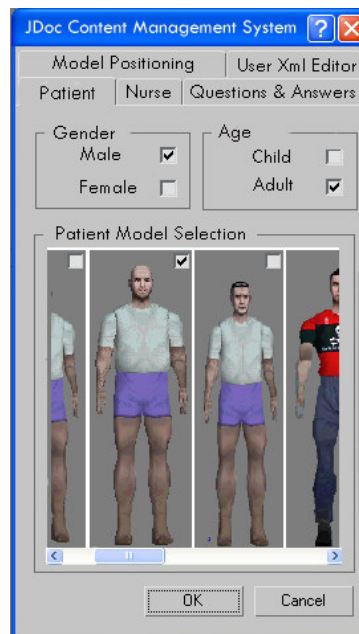 JDoc Content Management System
Model Positioning User Xml Editor
Patient Nurse Questions & Answers
Gender Age
Male Child
Female Adult
Patient Model Selection
OK Cancel